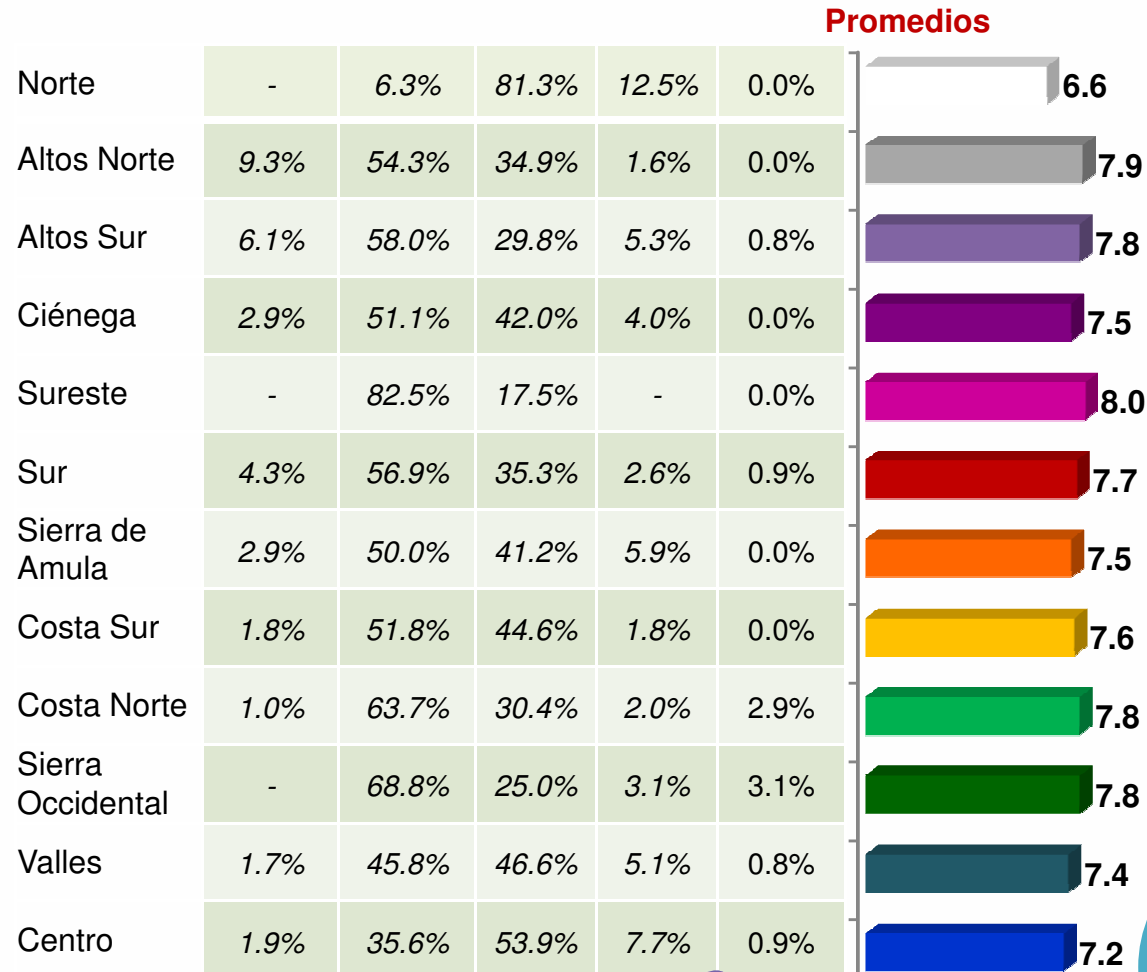 Promedios
Norte - 6.3% 81.3% 12.5% 0.0% 6.6
Altos Norte 9.3% 54.3% 34.9% 1.6% 0.0% 7.9
Altos Sur 6.1% 58.0% 29.8% 5.3% 0.8% 7.8
Ciénega 2.9% 51.1% 42.0% 4.0% 0.0% 7.5
Sureste - 82.5% 17.5% - 0.0% 8.0
Sur 4.3% 56.9% 35.3% 2.6% 0.9% 7.7
Sierra de
Amula 2.9% 50.0% 41.2% 5.9% 0.0% 7.5
Costa Sur 1.8% 51.8% 44.6% 1.8% 0.0% 7.6
Costa Norte 1.0% 63.7% 30.4% 2.0% 2.9% 7.8
Sierra
Occidental - 68.8% 25.0% 3.1% 3.1% 7.8
Valles 1.7% 45.8% 46.6% 5.1% 0.8% 7.4
Centro 1.9% 35.6% 53.9% 7.7% 0.9% 7.2